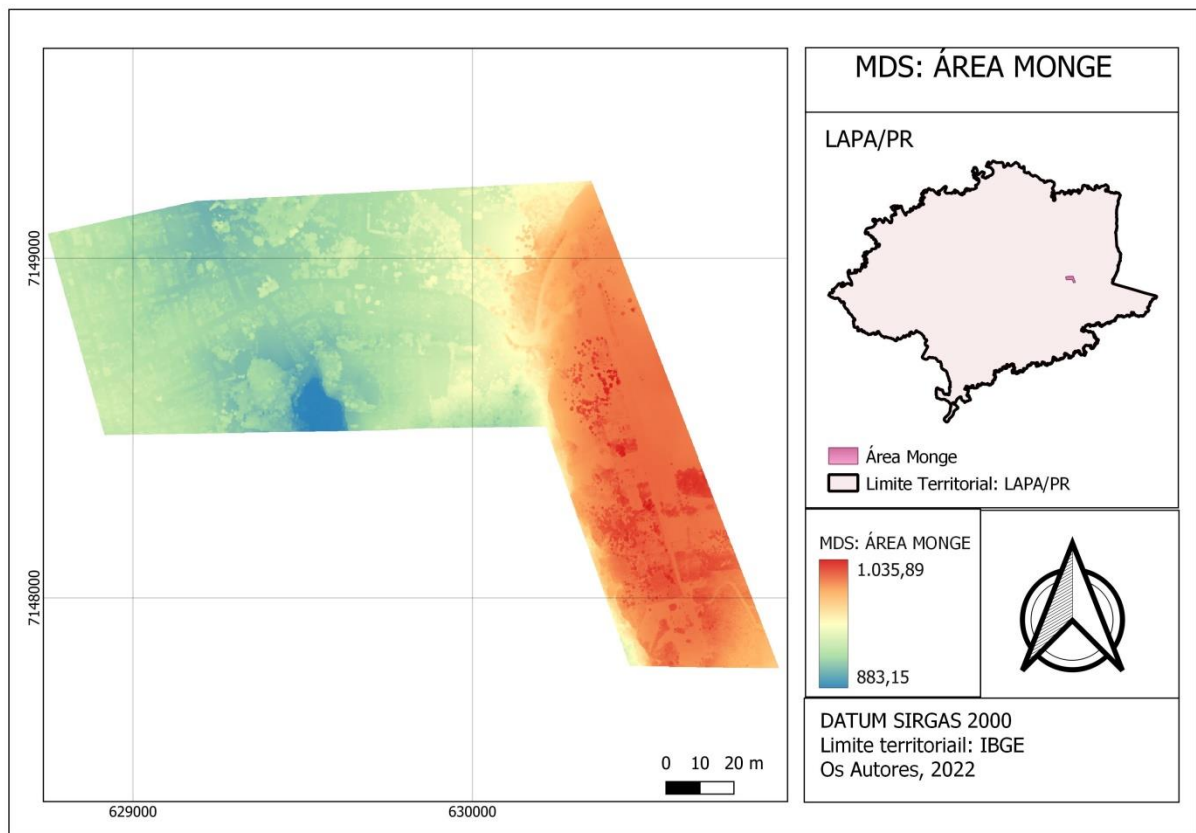 MDS: ÁREA MONGE
LAPA/PR
Área Monge
Limite Territorial: LAPA/PR
MDS: ÁREA MONGE
1.035,89
883,15
DATUM SIRGAS 2000
Limite territoriail: IBGE
Os Autores, 2022
7149000
7148000
0 10 20 m
629000 630000